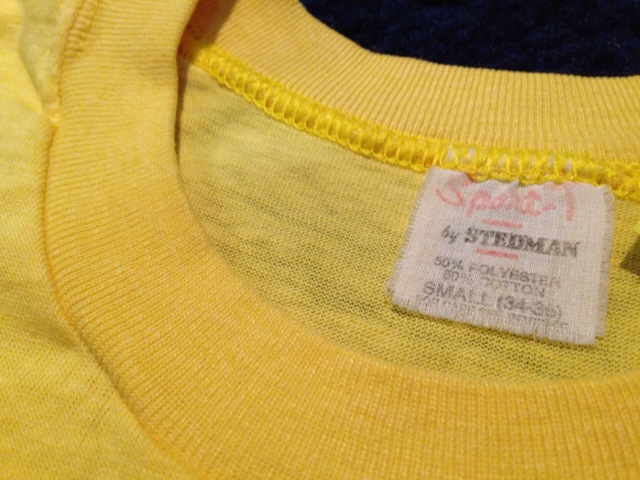 Sport-T
by STEDMAN
50% POLYESTER
50% COTTON
SMALL (34-36)